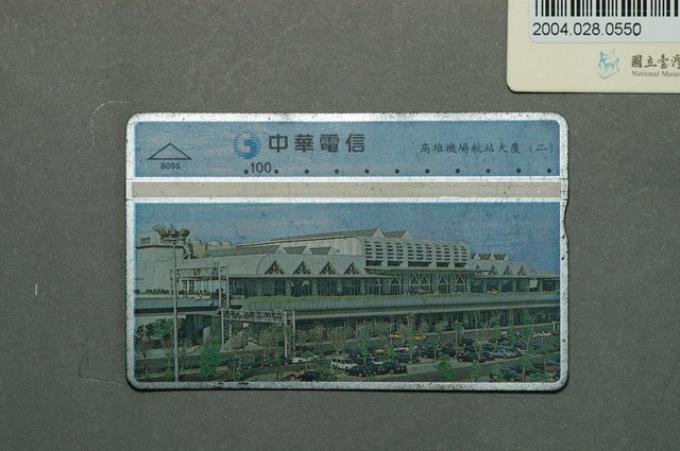 2004.028.0550
國立臺灣
National Muse
中華電信
高雄機場航站大廈（二）
100
8055